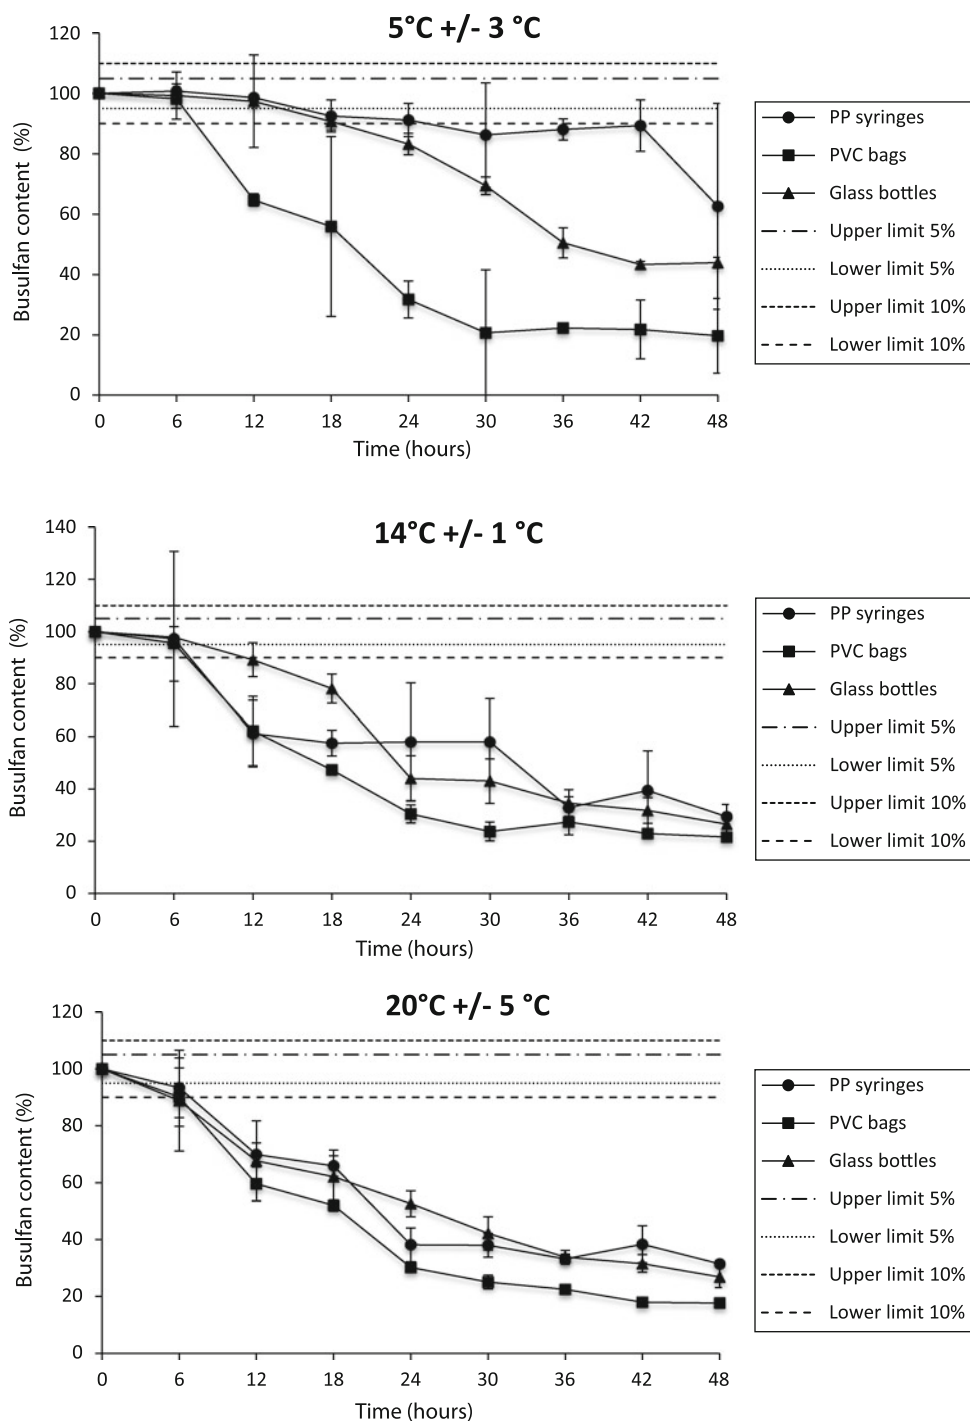 5°C +/- 3 °C
120
100
80
60
40
20
0
Busulfan content (%)
0 6 12 18 24 30 36 42 48
Time (hours)
PP syringes
PVC bags
Glass bottles
Upper limit 5%
Lower limit 5%
Upper limit 10%
Lower limit 10%
14°C +/- 1 °C
140
120
100
80
60
40
20
0
Busulfan content (%)
0 6 12 18 24 30 36 42 48
Time (hours)
PP syringes
PVC bags
Glass bottles
Upper limit 5%
Lower limit 5%
Upper limit 10%
Lower limit 10%
20°C +/- 5 °C
120
100
80
60
40
20
0
Busulfan content (%)
0 6 12 18 24 30 36 42 48
Time (hours)
PP syringes
PVC bags
Glass bottles
Upper limit 5%
Lower limit 5%
Upper limit 10%
Lower limit 10%